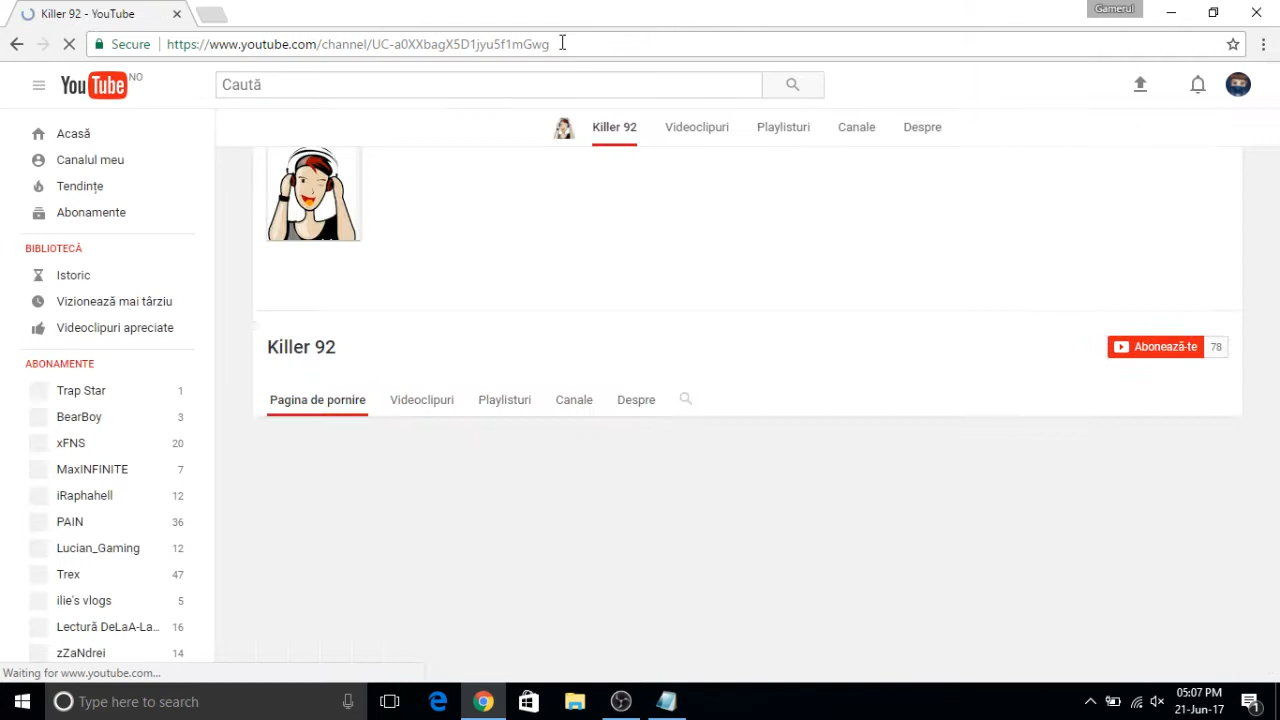 Killer 92 - YouTube
Gamerul
Secure
https://www.youtube.com/channel/UC-a0XXbagX5D1jyu5f1mGwg
YouTube NO
Caută
Killer 92
Videoclipuri
Playlisturi
Canale
Despre
Acasă
Canalul meu
Tendințe
Abonamente
BIBLIOTECĂ
Istoric
Vizionează mai târziu
Videoclipuri apreciate
ABONAMENTE
Trap Star 1
BearBoy 3
xFNS 20
MaxINFINITE 7
iRaphahell 12
PAIN 36
Lucian_Gaming 12
Trex 47
ilie's vlogs 5
Lectură DeLaA-La... 16
zZaNdrei 14
Killer 92
Abonează-te 78
Pagina de pornire
Videoclipuri
Playlisturi
Canale
Despre
Waiting for www.youtube.com...
Type here to search
05:07 PM
21-Jun-17
1